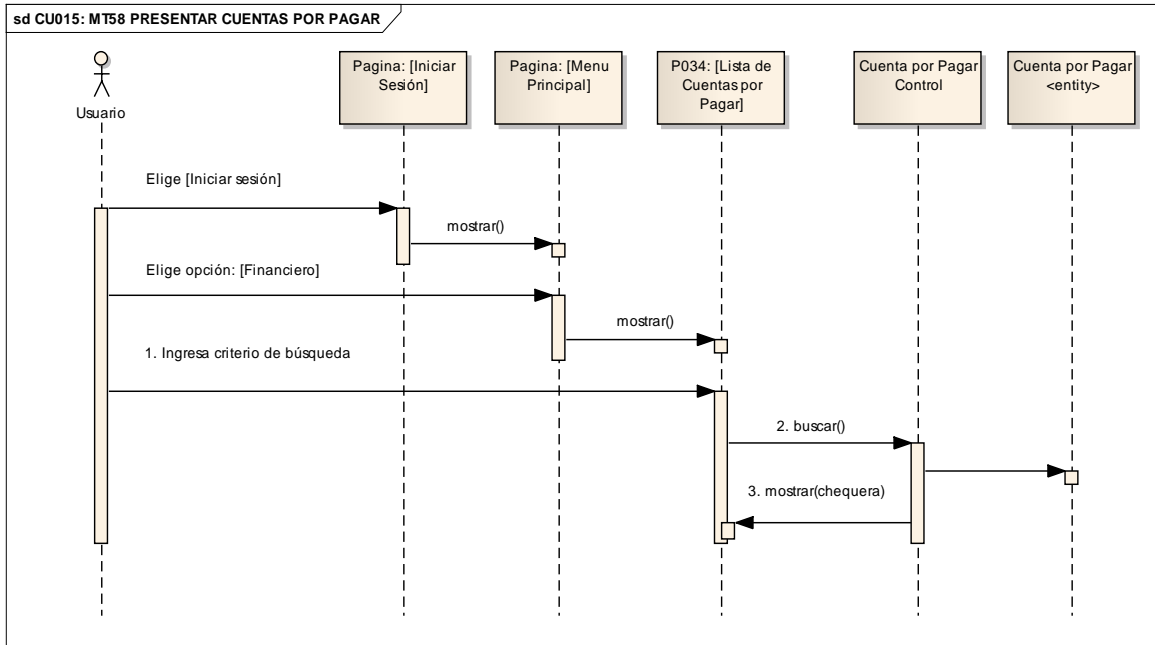 sd CU015: MT58 PRESENTAR CUENTAS POR PAGAR
Usuario
Pagina: [Iniciar
Sesión]
Pagina: [Menu
Principal]
P034: [Lista de
Cuentas por
Pagar]
Cuenta por Pagar
Control
Cuenta por Pagar
<entity>
Elige [Iniciar sesión]
mostrar()
Elige opción: [Financiero]
mostrar()
1. Ingresa criterio de búsqueda
2. buscar()
3. mostrar(chequera)